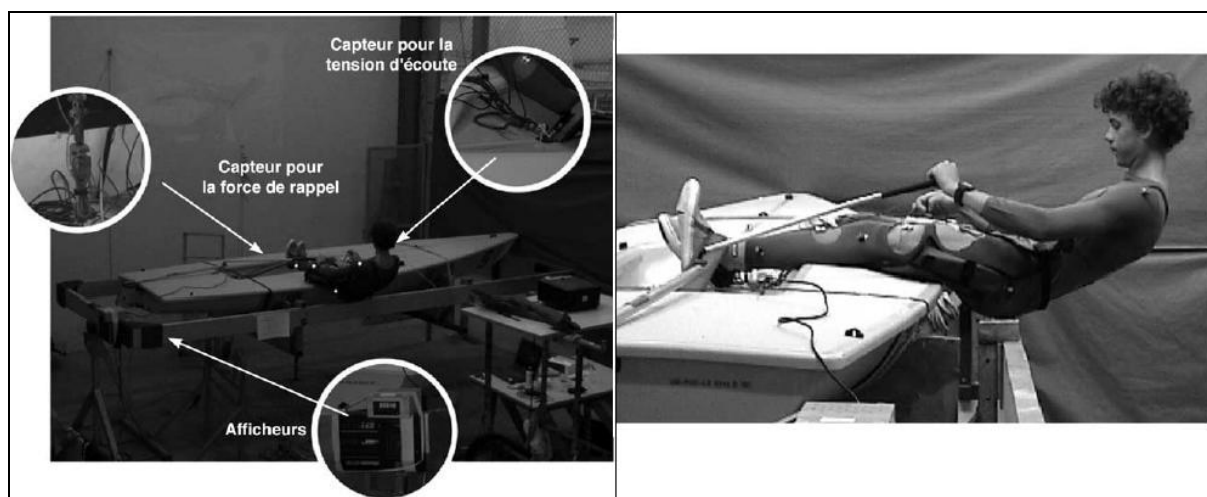 Capteur pour la
tension d'écoute
Capteur pour
la force de rappel
Afficheurs